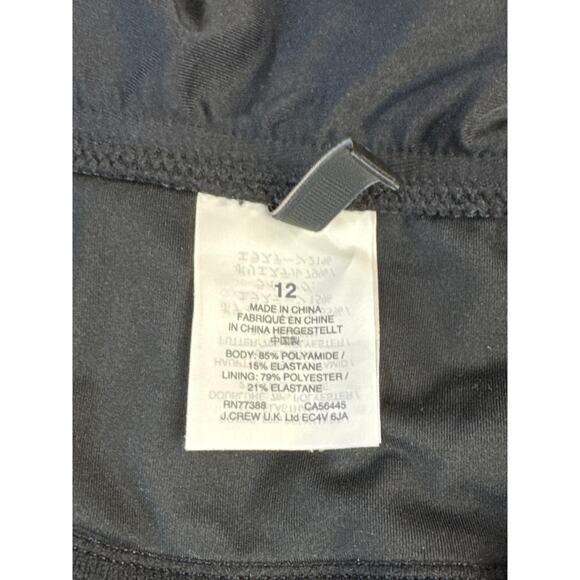 12
MADE IN CHINA
FABRIQUÉ EN CHINE
IN CHINA HERGESTELLT
中国製
BODY: 85% POLYAMIDE /
15% ELASTANE
LINING: 79% POLYESTER /
21% ELASTANE
RN77388 CA56445
J.CREW U.K. Ltd EC4V 6JA